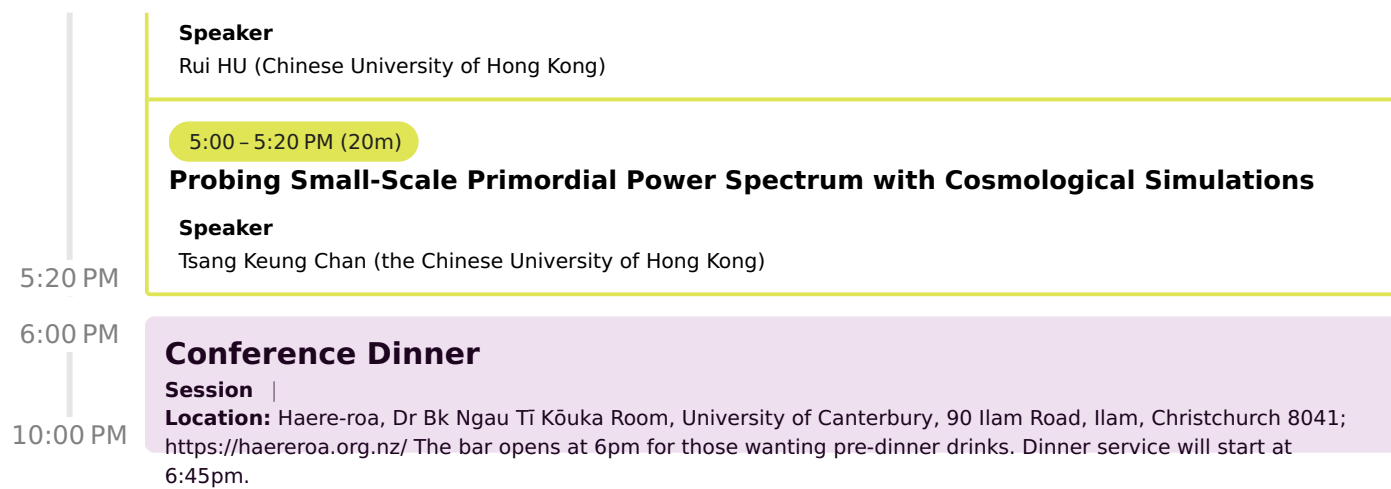 Speaker
Rui HU (Chinese University of Hong Kong)
5:00 – 5:20 PM (20m)
Probing Small-Scale Primordial Power Spectrum with Cosmological Simulations
Speaker
Tsang Keung Chan (the Chinese University of Hong Kong)
5:20 PM
6:00 PM
Conference Dinner
Session |
Location: Haere-roa, Dr Bk Ngau Tī Kōuka Room, University of Canterbury, 90 Ilam Road, Ilam, Christchurch 8041;
https://haereroa.org.nz/ The bar opens at 6pm for those wanting pre-dinner drinks. Dinner service will start at
6:45pm.
10:00 PM